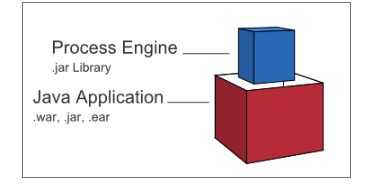 Process Engine
.jar Library
Java Application
.war, .jar, .ear